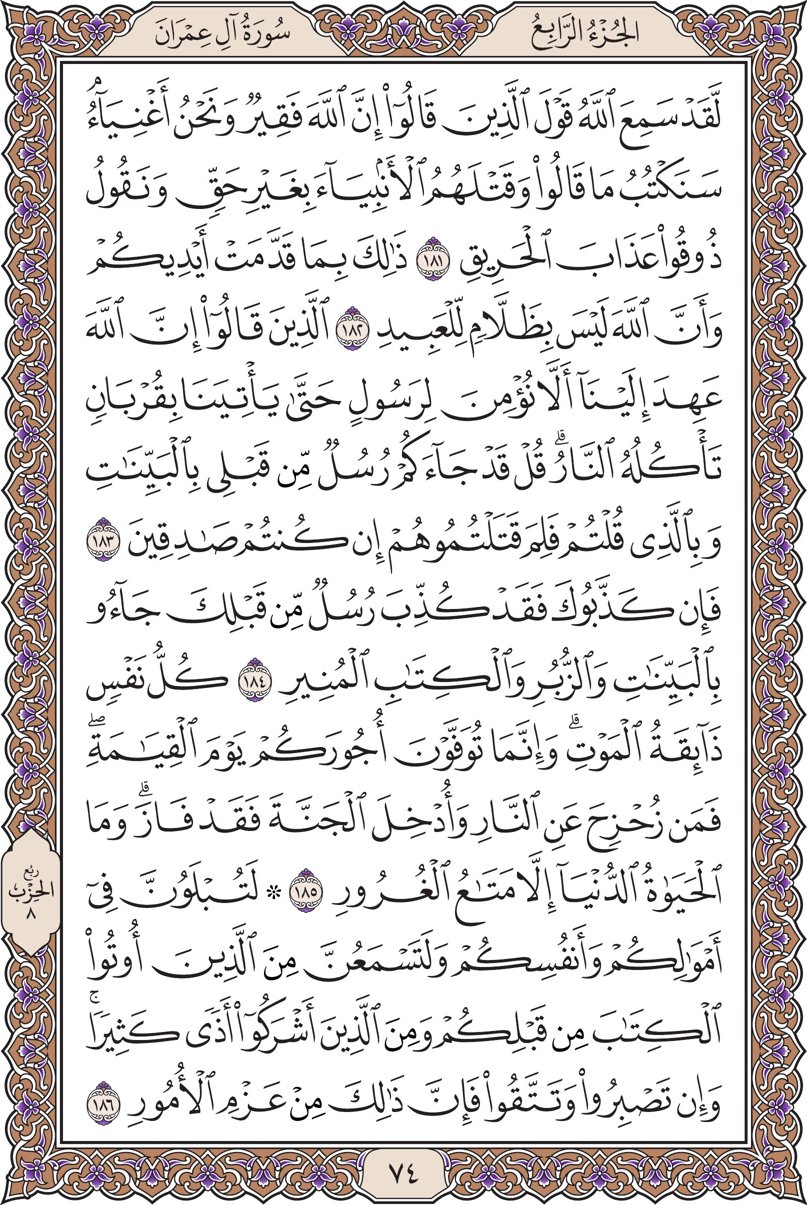 الجُزْءُ الرَّابِعُ
سُورَةُ آلِ عِمْرَان
لَّقَدْ سَمِعَ ٱللَّهُ قَوْلَ ٱلَّذِينَ قَالُوٓاْ إِنَّ ٱللَّهَ فَقِيرٌ وَنَحْنُ أَغْنِيَآءُۘ
سَنَكْتُبُ مَا قَالُواْ وَقَتْلَهُمُ ٱلْأَنۢبِيَآءَ بِغَيْرِ حَقٍّ وَنَقُولُ
ذُوقُواْ عَذَابَ ٱلْحَرِيقِ ١٨١ ذَٰلِكَ بِمَا قَدَّمَتْ أَيْدِيكُمْ
وَأَنَّ ٱللَّهَ لَيْسَ بِظَلَّامٍ لِّلْعَبِيدِ ١٨٢ ٱلَّذِينَ قَالُوٓاْ إِنَّ ٱللَّهَ
عَهِدَ إِلَيْنَآ أَلَّا نُؤْمِنَ لِرَسُولٍ حَتَّىٰ يَأْتِيَنَا بِقُرْبَانٍ
تَأْكُلُهُ ٱلنَّارُۗ قُلْ قَدْ جَآءَكُمْ رُسُلٌ مِّن قَبْلِى بِٱلْبَيِّنَٰتِ
وَبِٱلَّذِى قُلْتُمْ فَلِمَ قَتَلْتُمُوهُمْ إِن كُنتُمْ صَٰدِقِينَ ١٨٣
فَإِن كَذَّبُوكَ فَقَدْ كُذِّبَ رُسُلٌ مِّن قَبْلِكَ جَآءُو
بِٱلْبَيِّنَٰتِ وَٱلزُّبُرِ وَٱلْكِتَٰبِ ٱلْمُنِيرِ ١٨٤ كُلُّ نَفْسٍ
ذَآئِقَةُ ٱلْمَوْتِۗ وَإِنَّمَا تُوَفَّوْنَ أُجُورَكُمْ يَوْمَ ٱلْقِيَٰمَةِۖ
فَمَن زُحْزِحَ عَنِ ٱلنَّارِ وَأُدْخِلَ ٱلْجَنَّةَ فَقَدْ فَازَۗ وَمَا
ٱلْحَيَوٰةُ ٱلدُّنْيَآ إِلَّا مَتَٰعُ ٱلْغُرُورِ ١٨٥ ۞ لَتُبْلَوُنَّ فِىٓ
رُبْع
الحِزْب
٨
أَمْوَٰلِكُمْ وَأَنفُسِكُمْ وَلَتَسْمَعُنَّ مِنَ ٱلَّذِينَ أُوتُواْ
ٱلْكِتَٰبَ مِن قَبْلِكُمْ وَمِنَ ٱلَّذِينَ أَشْرَكُوٓاْ أَذًى كَثِيرًاۚ
وَإِن تَصْبِرُواْ وَتَتَّقُواْ فَإِنَّ ذَٰلِكَ مِنْ عَزْمِ ٱلْأُمُورِ ١٨٦
٧٤